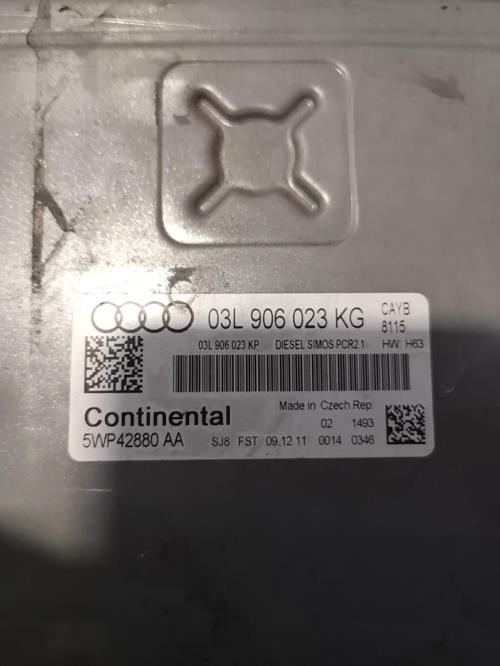 03L 906 023 KG CAYB
8115
03L 906 023 KP DIESEL SIMOS PCR2.1 HW: H63
Continental Made in Czech Rep
02 1493
5WP42880 AA SJ8 FST 09.12.11 0014 0346